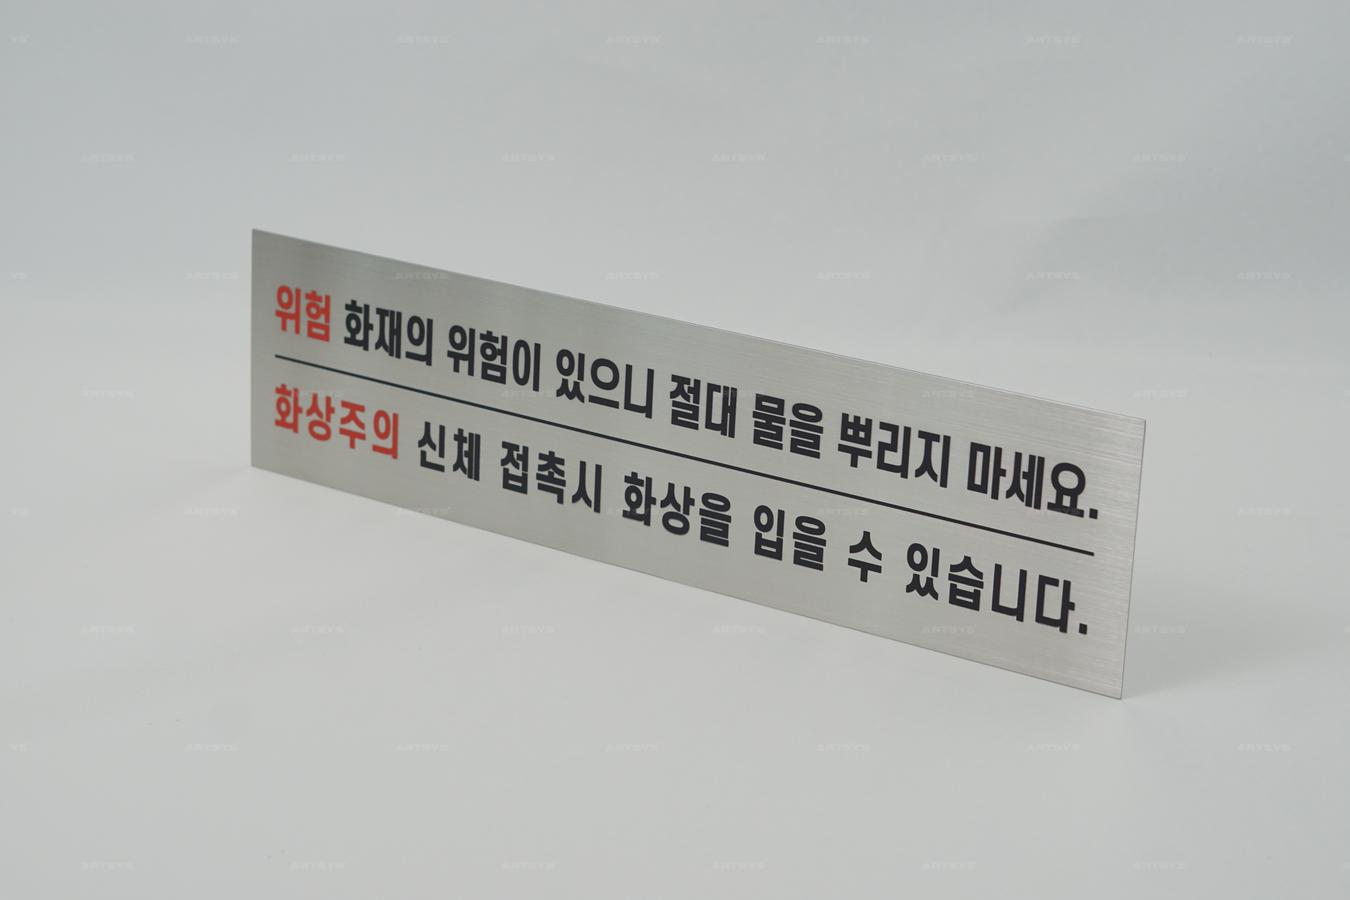 위험 화재의 위험이 있으니 절대 물을 뿌리지 마세요.
화상주의 신체 접촉시 화상을 입을 수 있습니다.
ARTSYS